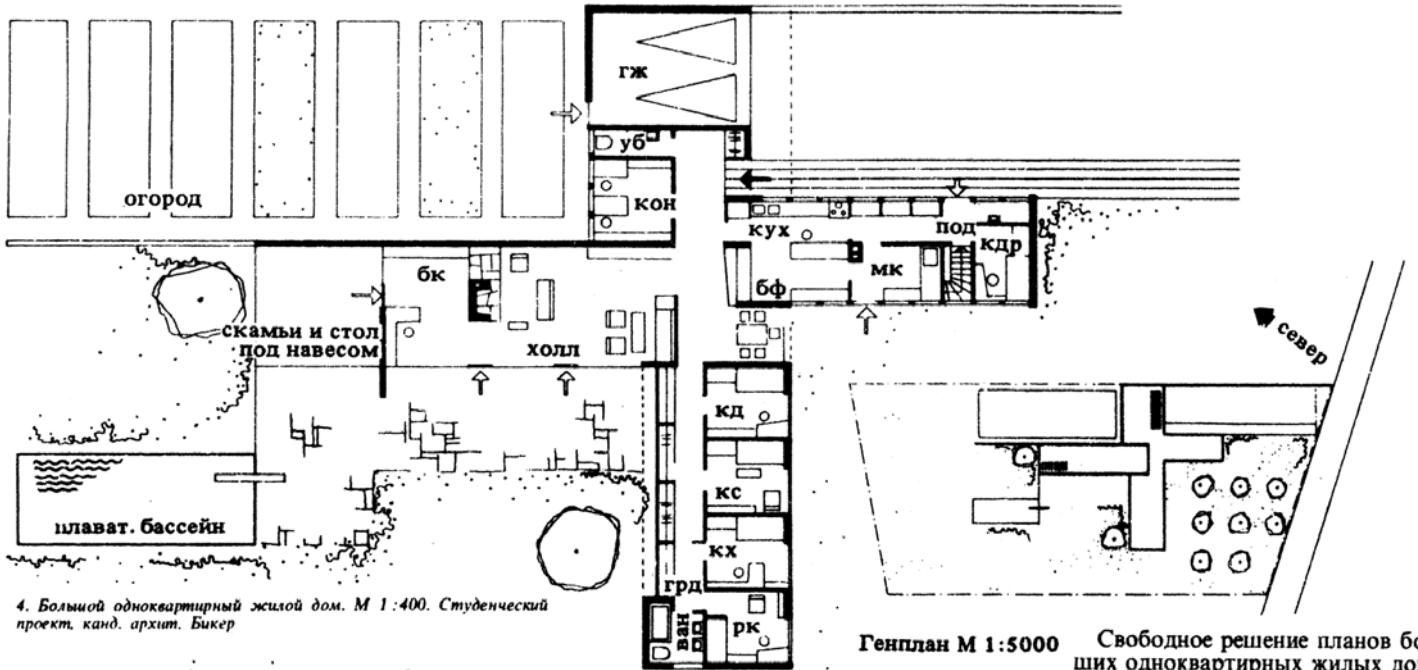 гж
уб
огород
кон
кух
под
кдр
бк
бф
мк
скамьи и стол
под навесом
холл
север
кд
кс
плават. бассейн
кх
грд
ван
рк
4. Большой одноквартирный жилой дом. М 1:400. Студенческий
проект, канд. архит. Бикер
Генплан М 1:5000
Свободное решение планов бо
ших одноквартирных жилых до